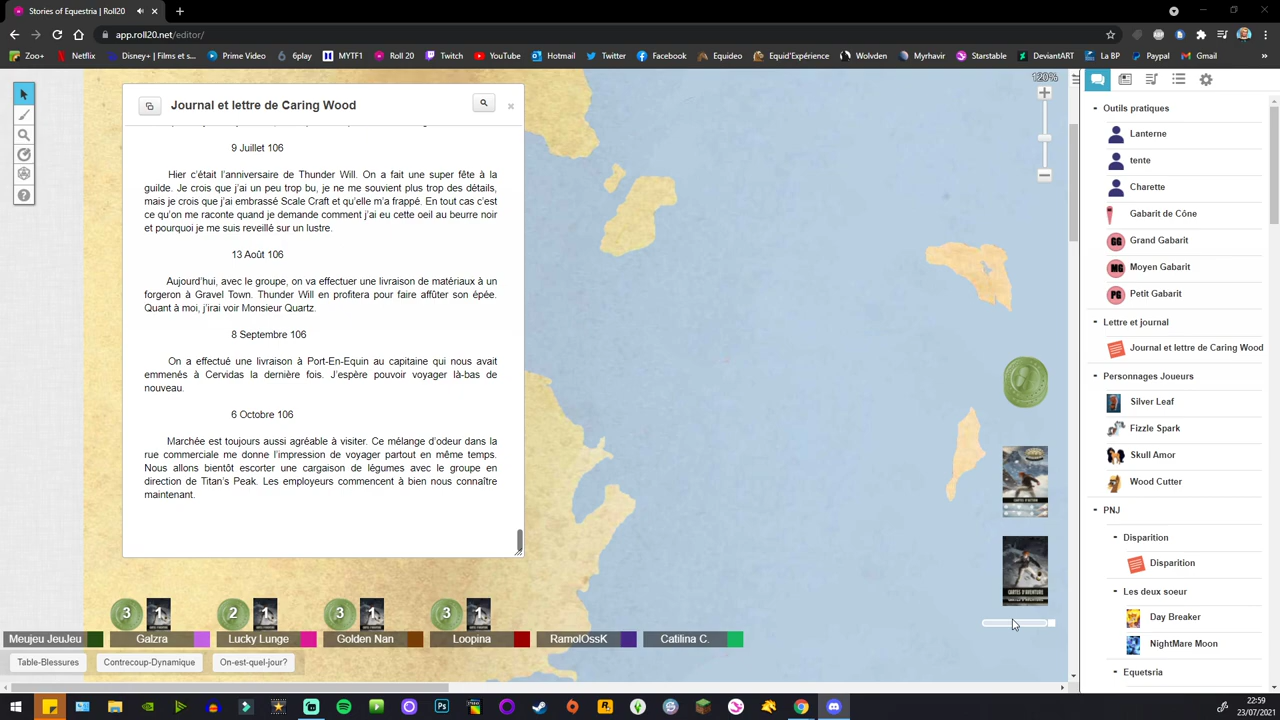 Stories of Equestria | Roll20
app.roll20.net/editor/
Zoo+
Netflix
Disney+ | Films et s...
Prime Video
6play
MYTF1
Roll 20
Twitch
YouTube
Hotmail
Twitter
Facebook
Equideo
Equid'Expérience
Wolvden
Myrhavir
Starstable
DeviantART
La BP
Paypal
Gmail
120%
Journal et lettre de Caring Wood
9 Juillet 106
Hier c'était l'anniversaire de Thunder Will. On a fait une super fête à la
guilde. Je crois que j'ai un peu trop bu, je ne me souvient plus trop des détails,
mais je crois que j'ai embrassé Scale Craft et qu'elle m'a frappé. En tout cas c'est
ce qu'on me raconte quand je demande comment j'ai eu cette oeil au beurre noir
et pourquoi je me suis reveillé sur un lustre.
13 Août 106
Aujourd'hui, avec le groupe, on va effectuer une livraison de matériaux à un
forgeron à Gravel Town. Thunder Will en profitera pour faire affûter son épée.
Quant à moi, j'irai voir Monsieur Quartz.
8 Septembre 106
On a effectué une livraison à Port-En-Equin au capitaine qui nous avait
emmenés à Cervidas la dernière fois. J'espère pouvoir voyager là-bas de
nouveau.
6 Octobre 106
Marchée est toujours aussi agréable à visiter. Ce mélange d'odeur dans la
rue commerciale me donne l'impression de voyager partout en même temps.
Nous allons bientôt escorter une cargaison de légumes avec le groupe en
direction de Titan's Peak. Les employeurs commencent à bien nous connaître
maintenant.
3
1
2
1
3
1
3
1
Meujeu JeuJeu
Galzra
Lucky Lunge
Golden Nan
Loopina
RamolOssK
Catilina C.
Table-Blessures
Contrecoup-Dynamique
On-est-quel-jour?
Outils pratiques
Lanterne
tente
Charette
Gabarit de Cône
GG
Grand Gabarit
MG
Moyen Gabarit
PG
Petit Gabarit
Lettre et journal
Journal et lettre de Caring Wood
Personnages Joueurs
Silver Leaf
Fizzle Spark
Skull Amor
Wood Cutter
PNJ
Disparition
Disparition
Les deux soeur
Day Breaker
NightMare Moon
Equetsria
22:59
23/07/2021